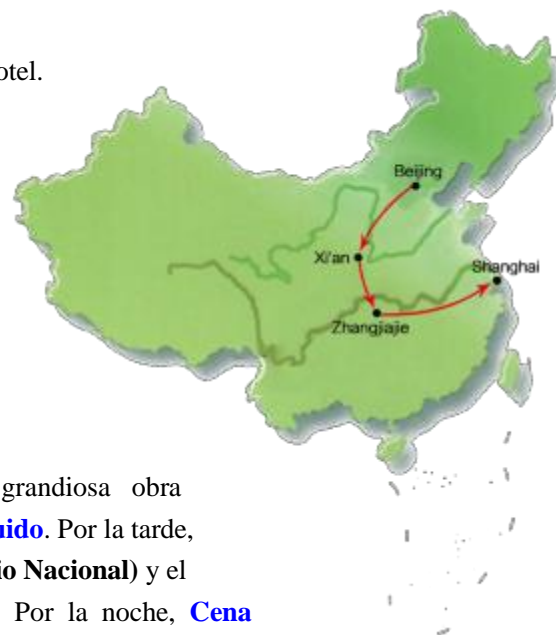 otel.
Beijing
Xi'an
Shanghai
Zhangjiajie
grandiosa obra
uido. Por la tarde,
io Nacional) y el
Por la noche, Cena